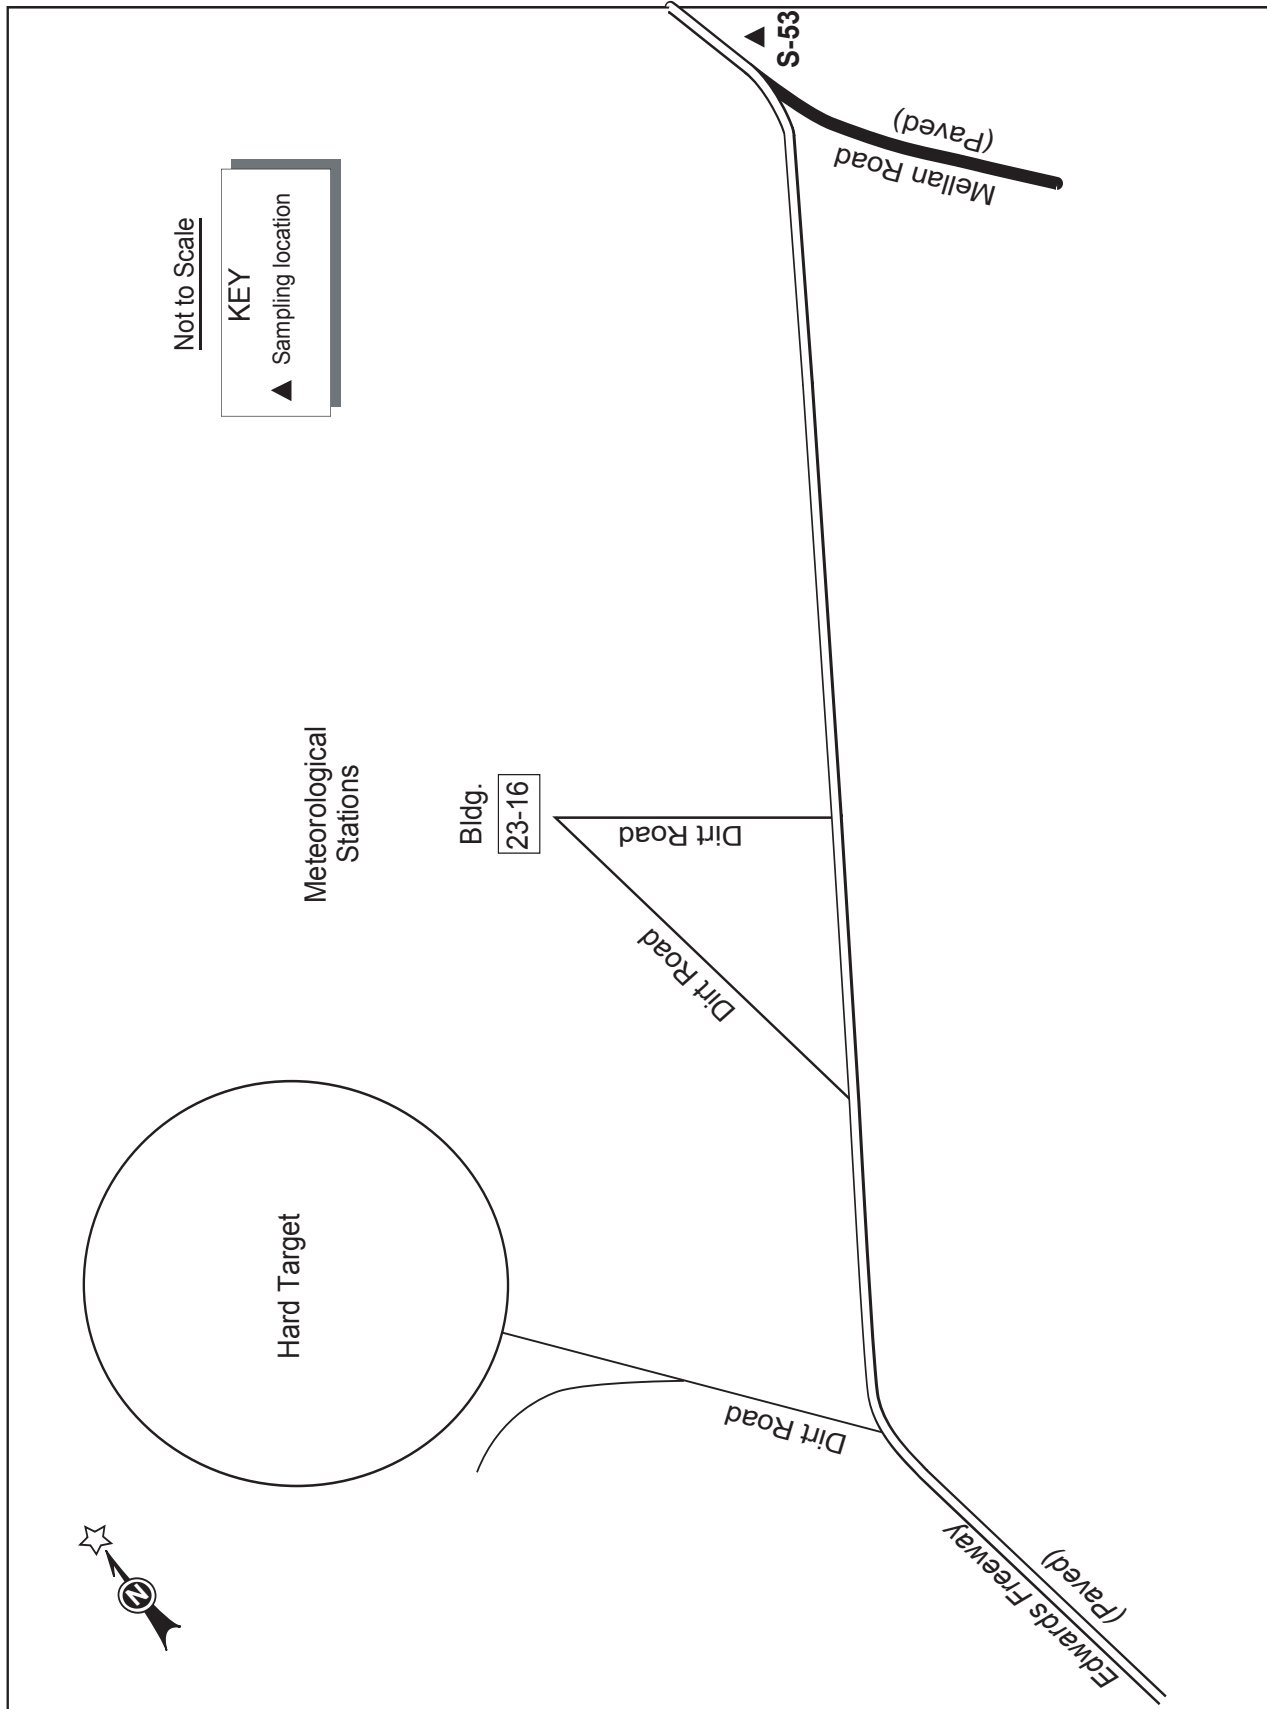 Not to Scale
KEY
▲ Sampling location
▲
S-53
Mellan Road
(Paved)
Meteorological
Stations
Bldg.
23-16
Dirt Road
Dirt Road
Hard Target
Dirt Road
N
Edwards Freeway
(Paved)